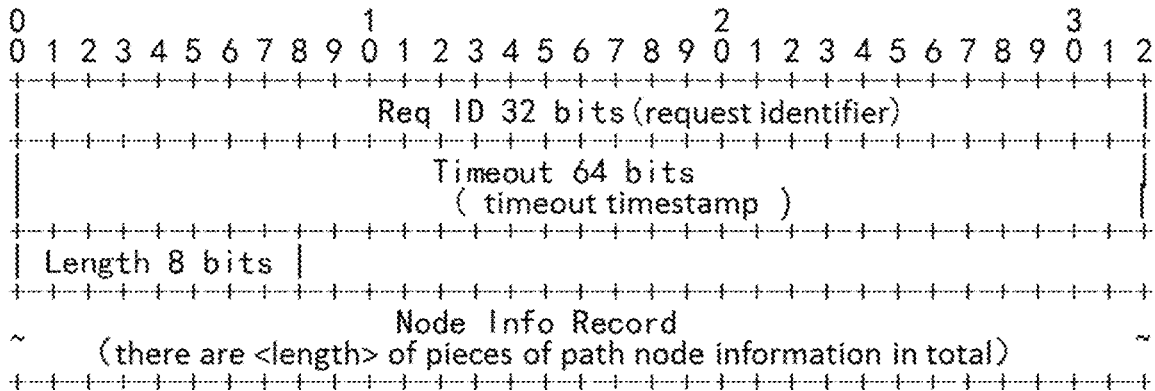 0 1 2 3
0 1 2 3 4 5 6 7 8 9 0 1 2 3 4 5 6 7 8 9 0 1 2 3 4 5 6 7 8 9 0 1 2
Req ID 32 bits(request identifier)
Timeout 64 bits
( timeout timestamp )
Length 8 bits
Node Info Record
(there are <length> of pieces of path node information in total)